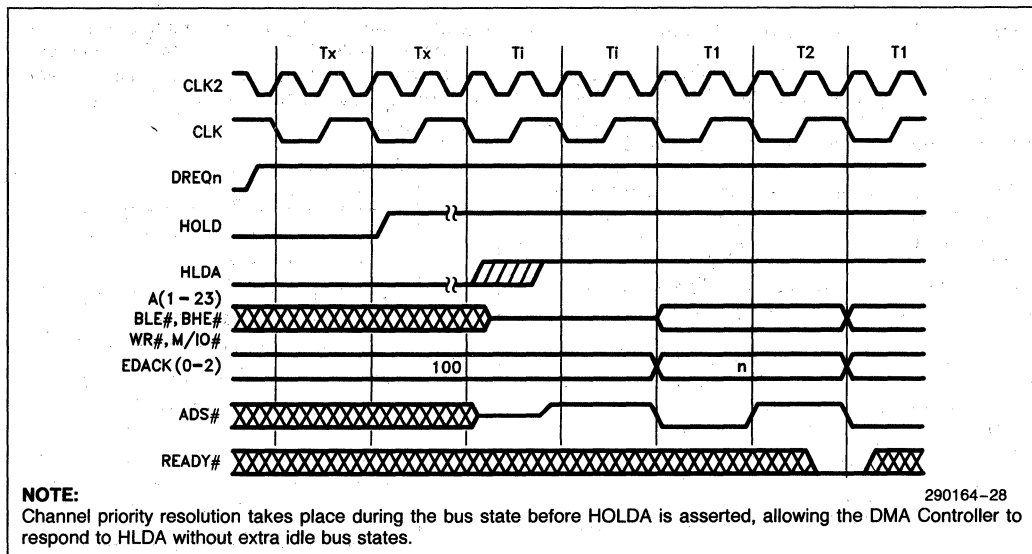 Tx Tx Ti Ti T1 T2 T1
CLK2
CLK
DREQn
HOLD
HLDA
A(1-23)
BLE#, BHE#
WR#, M/IO#
EDACK(0-2) 100 n
ADS#
READY#
NOTE: 290164-28
Channel priority resolution takes place during the bus state before HOLDA is asserted, allowing the DMA Controller to
respond to HLDA without extra idle bus states.